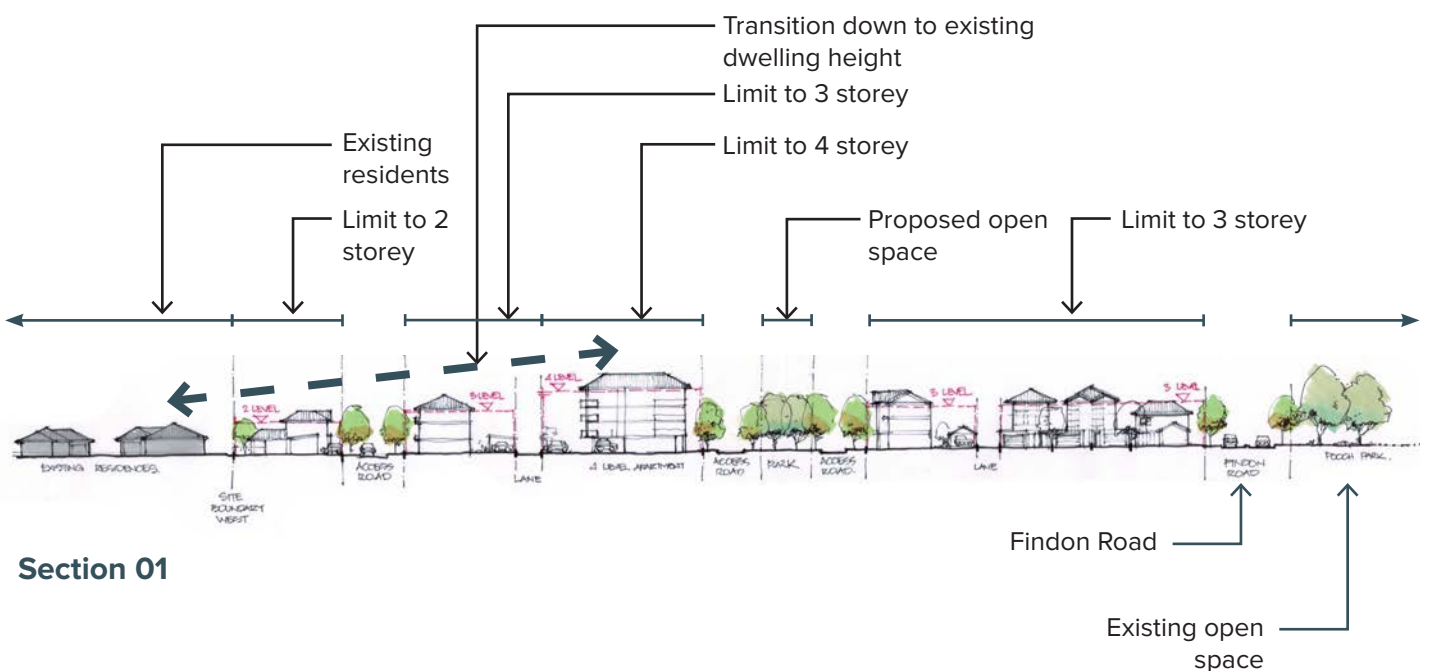 Transition down to existing
dwelling height
Limit to 3 storey
Existing
residents
Limit to 4 storey
Limit to 2
storey
Proposed open
space
Limit to 3 storey
2 LEVEL
3 LEVEL
4 LEVEL
3 LEVEL
3 LEVEL
EXISTING RESIDENCES.
ACCESS
ROAD
LANE
4 LEVEL APARTMENT
ACCESS
ROAD
PARK.
ACCESS
ROAD.
LANE
FINDON
ROAD
POOCH PARK.
SITE
BOUNDARY
WEST
Findon Road
Section 01
Existing open
space